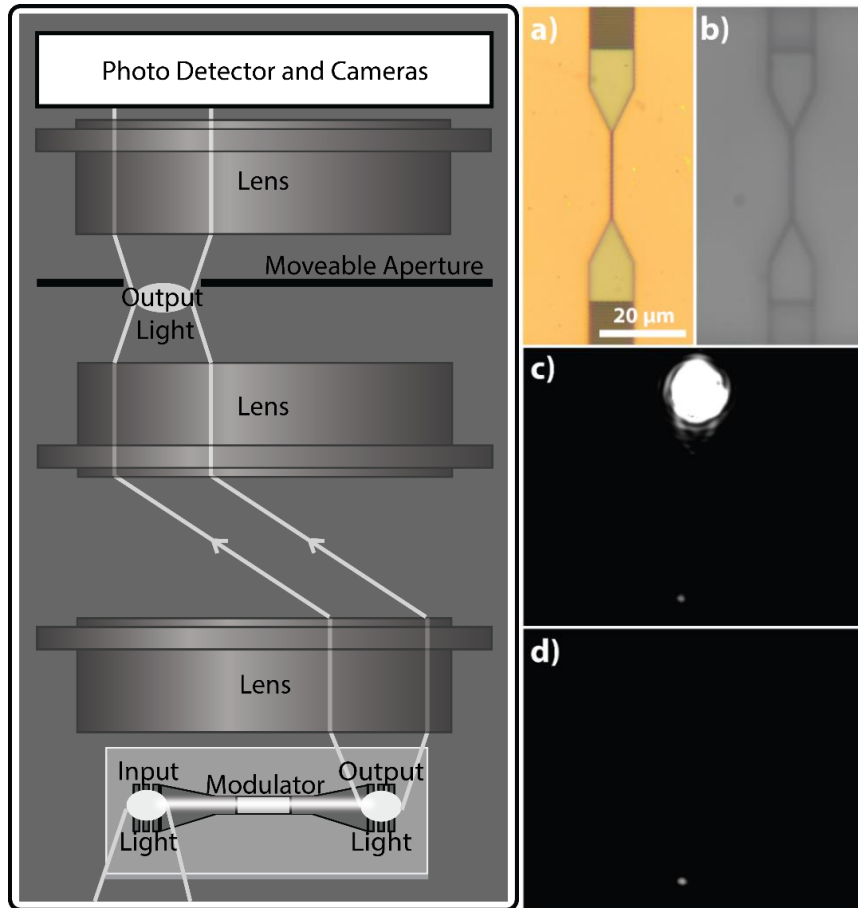 Photo Detector and Cameras
Lens
Moveable Aperture
Output
Light
Lens
Lens
Input
Modulator
Output
Light
Light
a)
20 µm
b)
c)
d)